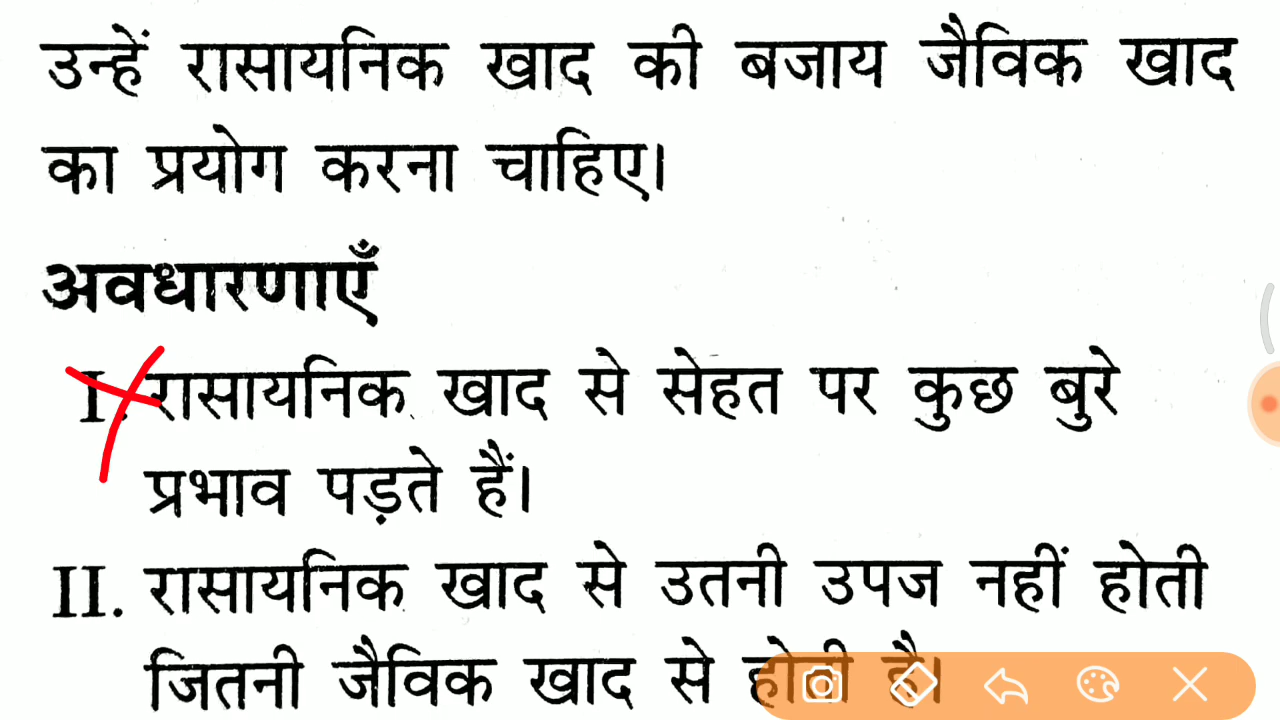 उन्हें रासायनिक खाद की बजाय जैविक खाद
का प्रयोग करना चाहिए।
अवधारणाएँ
I. रासायनिक खाद से सेहत पर कुछ बुरे
प्रभाव पड़ते हैं।
II. रासायनिक खाद से उतनी उपज नहीं होती
जितनी जैविक खाद से होती है।